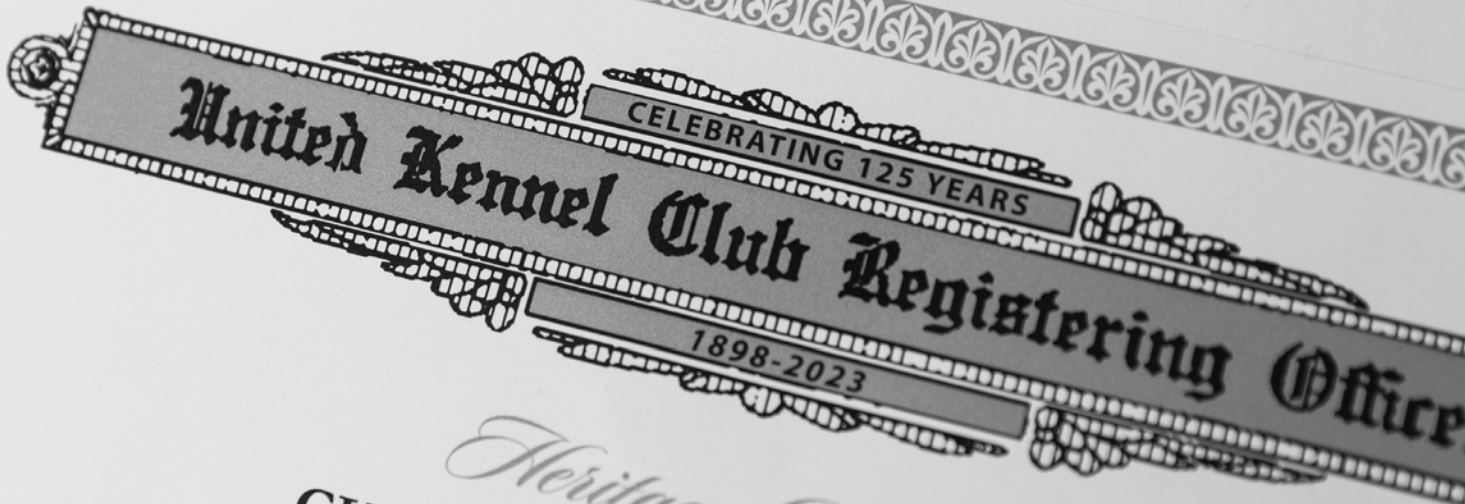 CELEBRATING 125 YEARS
United Kennel Club Registering Office
1898-2023